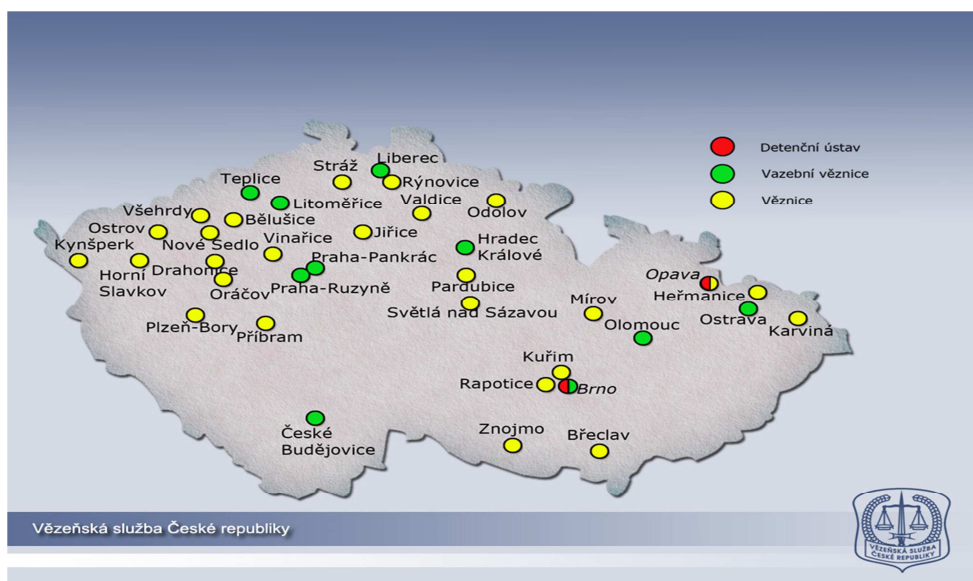 Detenční ústav
Vazební věznice
Věznice
Liberec
Stráž
Rýnovice
Teplice
Valdice
Litoměřice
Odolov
Všehrdy
Bělušice
Ostrov
Jiřice
Kynšperk
Nové Sedlo
Vinařice
Hradec
Králové
Praha-Pankrác
Horní
Slavkov
Drahonice
Opava
Oráčov
Praha-Ruzyně
Pardubice
Heřmanice
Světlá nad Sázavou
Mírov
Ostrava
Plzeň-Bory
Příbram
Olomouc
Karviná
Kuřim
Rapotice
Brno
České
Budějovice
Znojmo
Břeclav
Vězeňská služba České republiky
VĚZEŇSKÁ SLUŽBA
ČESKÉ REPUBLIKY